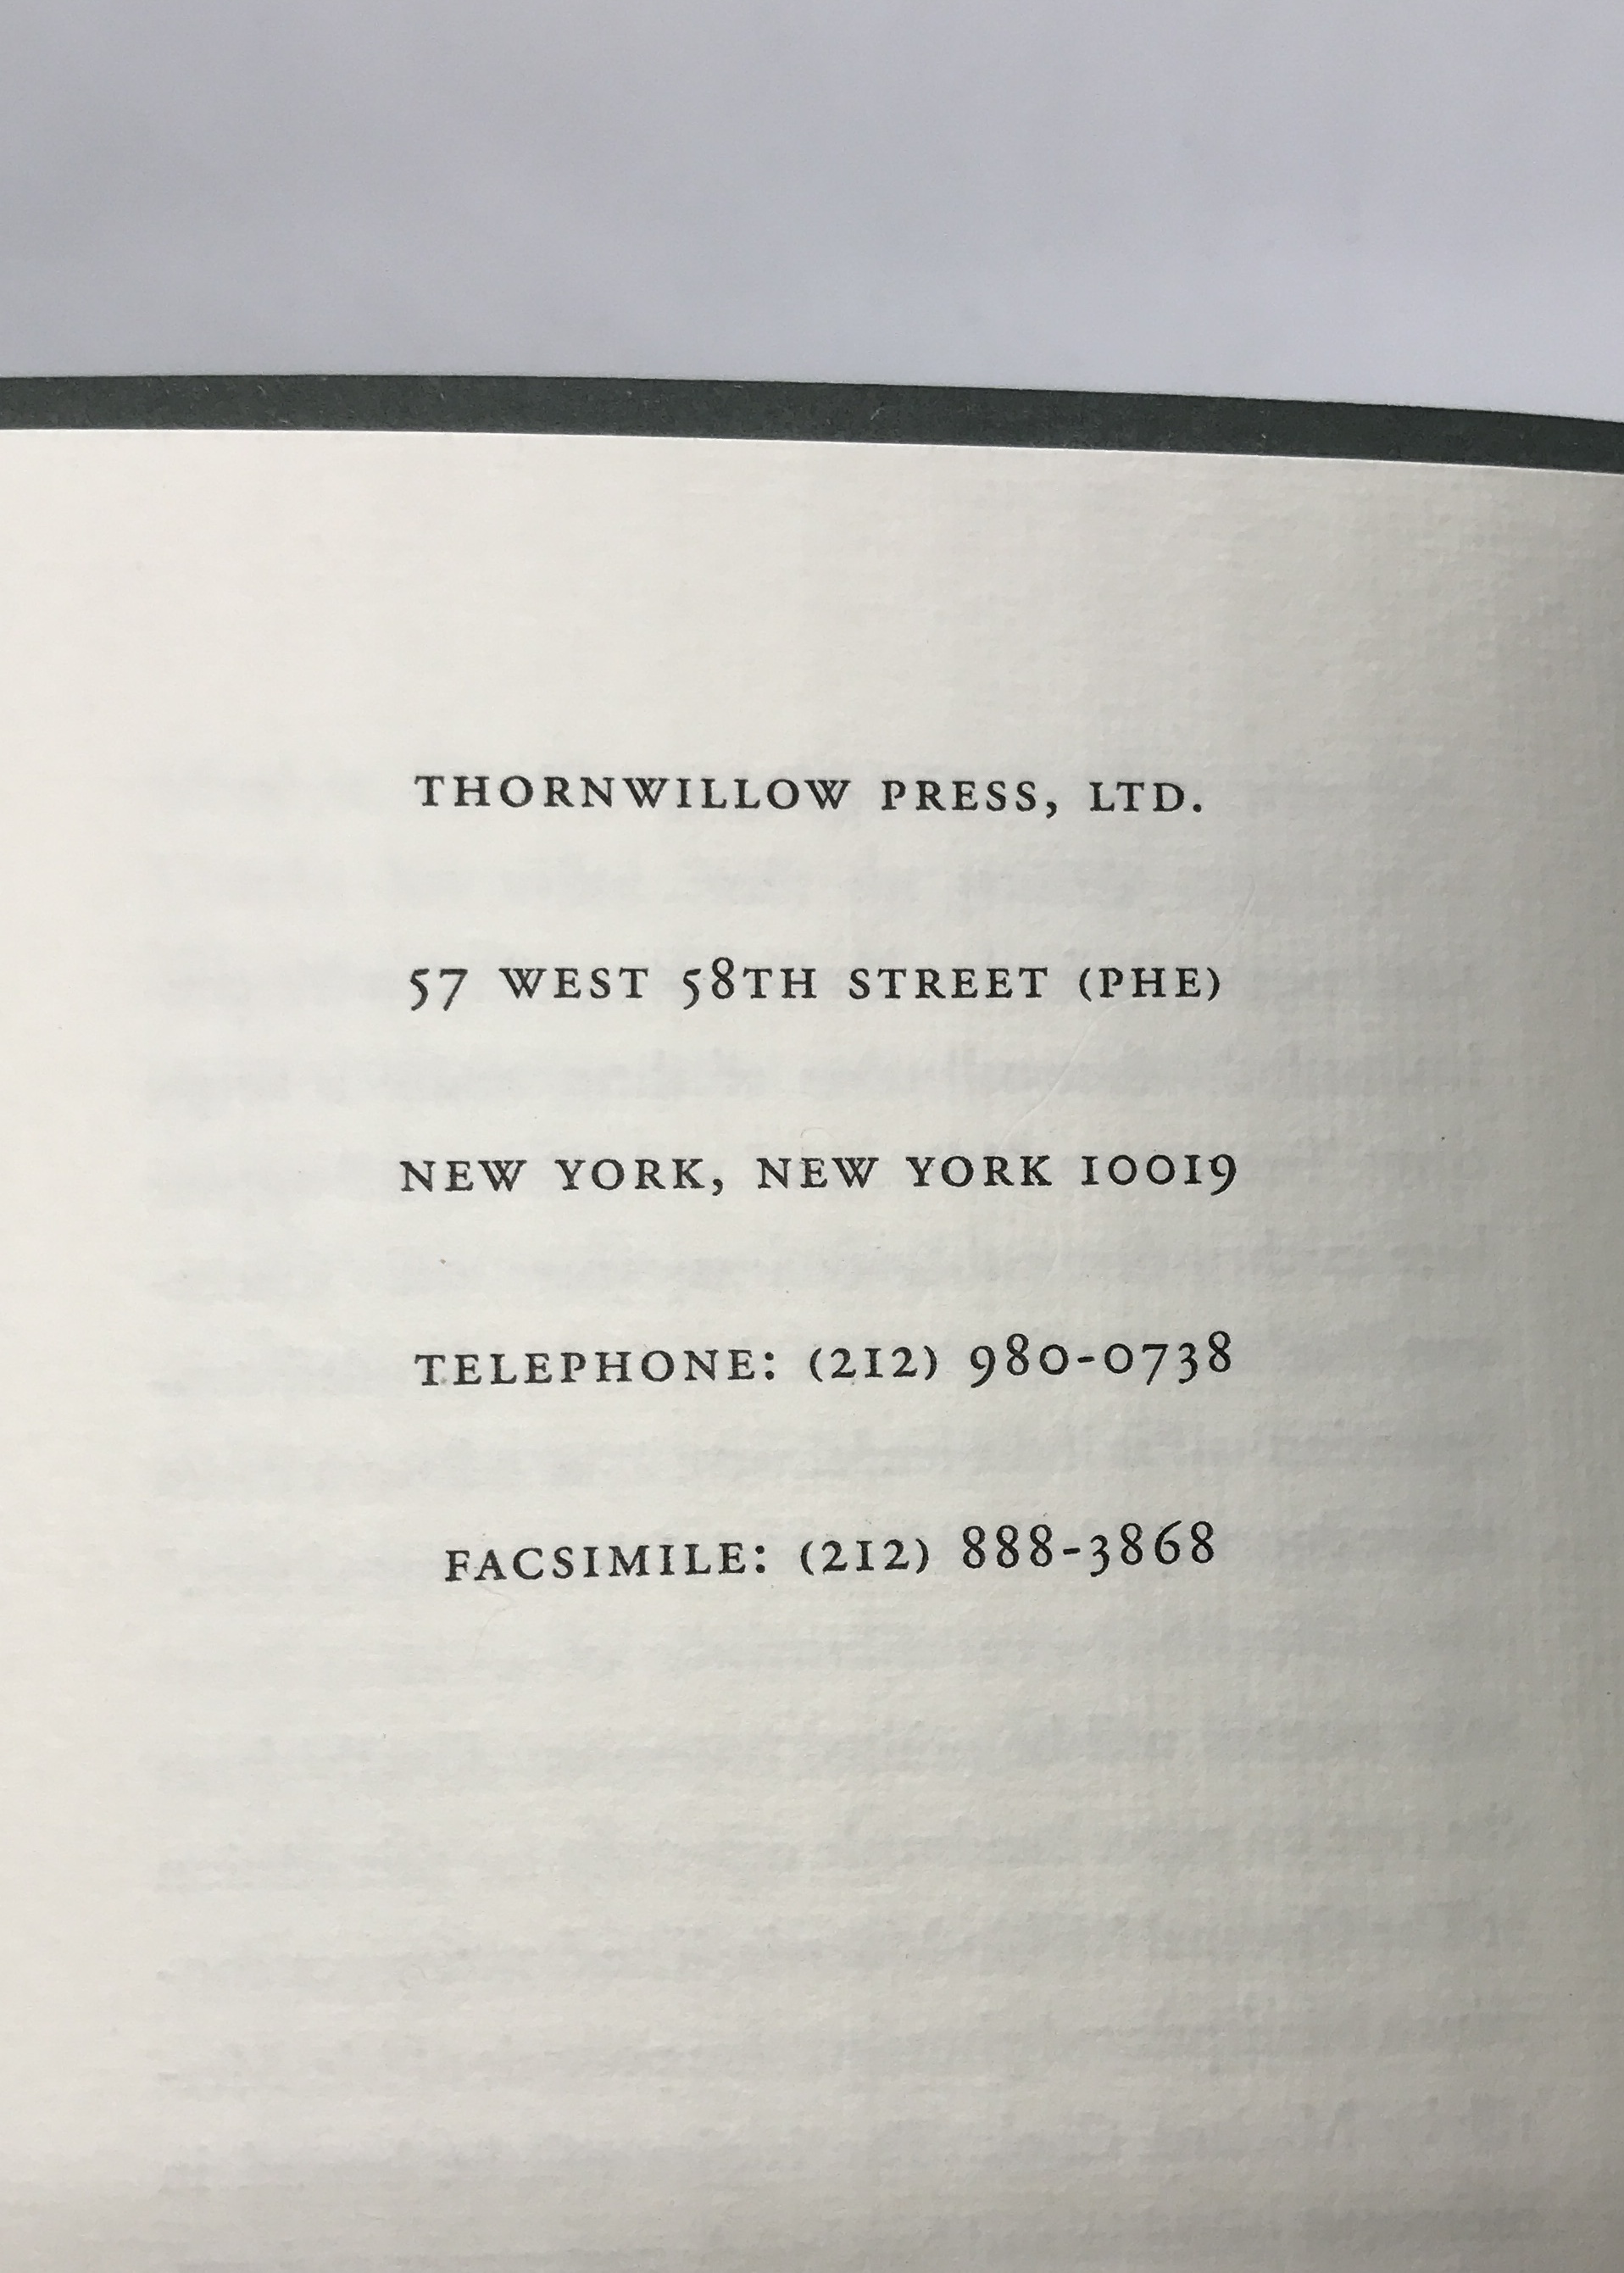 THORNWILLOW PRESS, LTD.
57 WEST 58TH STREET (PHE)
NEW YORK, NEW YORK 10019
TELEPHONE: (212) 980-0738
FACSIMILE: (212) 888-3868